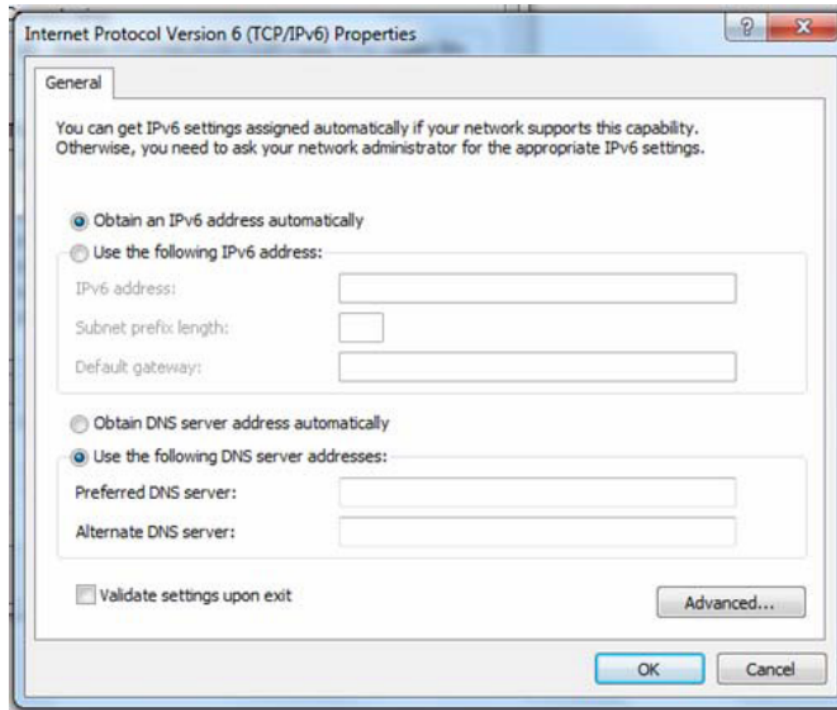 Internet Protocol Version 6 (TCP/IPv6) Properties
General
You can get IPv6 settings assigned automatically if your network supports this capability.
Otherwise, you need to ask your network administrator for the appropriate IPv6 settings.
Obtain an IPv6 address automatically
Use the following IPv6 address:
IPv6 address:
Subnet prefix length:
Default gateway:
Obtain DNS server address automatically
Use the following DNS server addresses:
Preferred DNS server:
Alternate DNS server:
Validate settings upon exit
Advanced...
OK
Cancel